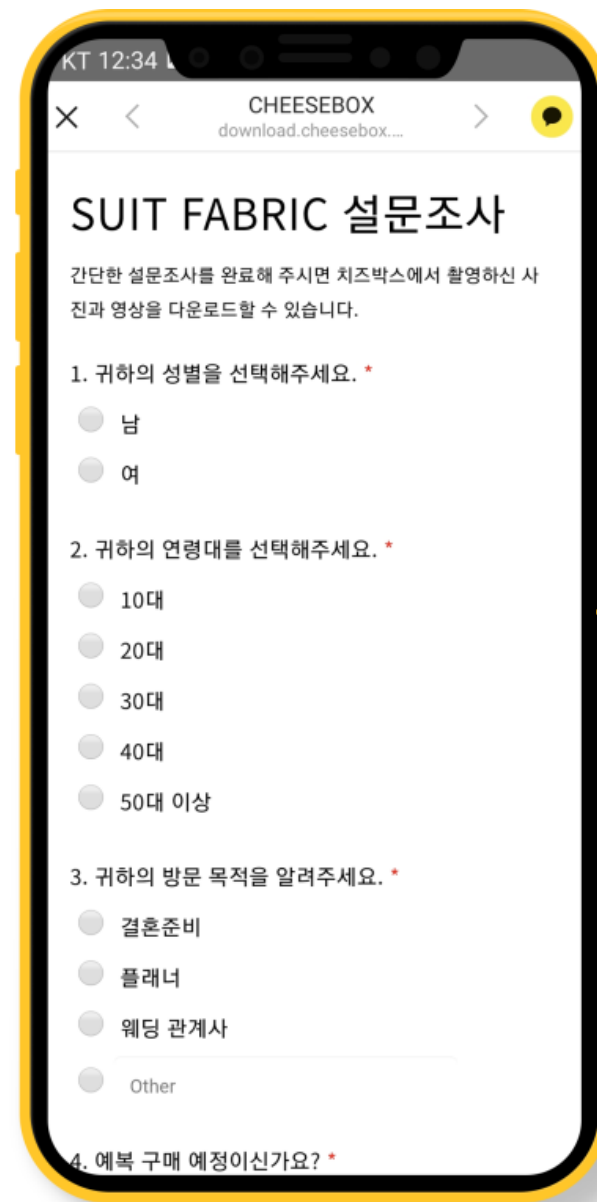 KT 12:34
CHEESEBOX
download.cheesebox....
SUIT FABRIC 설문조사
간단한 설문조사를 완료해 주시면 치즈박스에서 촬영하신 사
진과 영상을 다운로드할 수 있습니다.
1. 귀하의 성별을 선택해주세요. *
남
여
2. 귀하의 연령대를 선택해주세요. *
10대
20대
30대
40대
50대 이상
3. 귀하의 방문 목적을 알려주세요. *
결혼준비
플래너
웨딩 관계사
Other
4. 예복 구매 예정이신가요? *